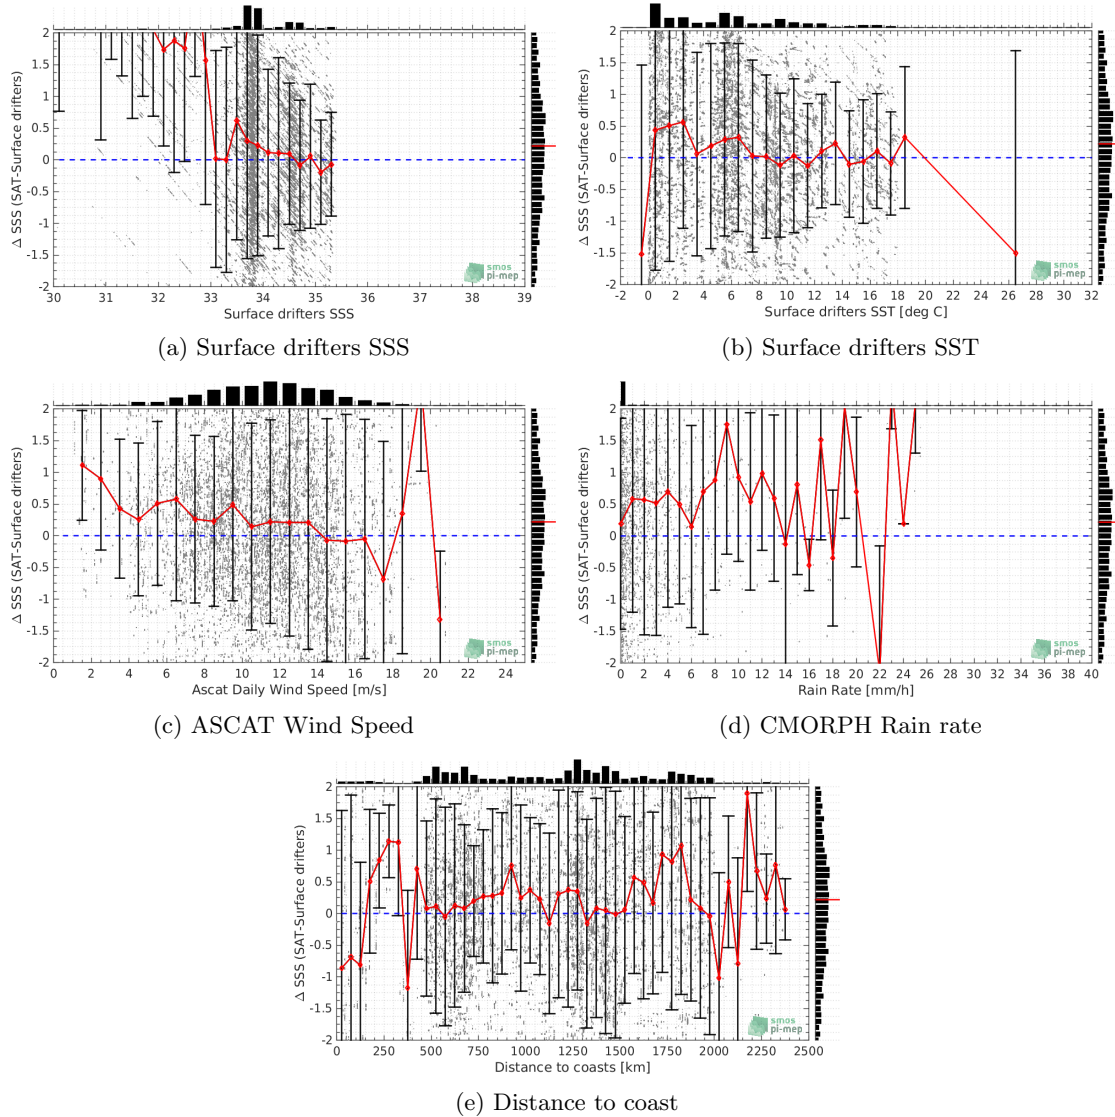 Δ SSS (SAT-Surface drifters)
2
1.5
1
0.5
0
-0.5
-1
-1.5
-2
smos
pi-mep
30 31 32 33 34 35 36 37 38 39
Surface drifters SSS
(a) Surface drifters SSS
Δ SSS (SAT-Surface drifters)
2
1.5
1
0.5
0
-0.5
-1
-1.5
-2
smos
pi-mep
-2 0 2 4 6 8 10 12 14 16 18 20 22 24 26 28 30 32
Surface drifters SST [deg C]
(b) Surface drifters SST
Δ SSS (SAT-Surface drifters)
2
1.5
1
0.5
0
-0.5
-1
-1.5
-2
smos
pi-mep
0 2 4 6 8 10 12 14 16 18 20 22 24
Ascat Daily Wind Speed [m/s]
(c) ASCAT Wind Speed
Δ SSS (SAT-Surface drifters)
2
1.5
1
0.5
0
-0.5
-1
-1.5
-2
smos
pi-mep
0 2 4 6 8 10 12 14 16 18 20 22 24 26 28 30 32 34 36 38 40
Rain Rate [mm/h]
(d) CMORPH Rain rate
Δ SSS (SAT-Surface drifters)
2
1.5
1
0.5
0
-0.5
-1
-1.5
-2
smos
pi-mep
0 250 500 750 1000 1250 1500 1750 2000 2250 2500
Distance to coasts [km]
(e) Distance to coast